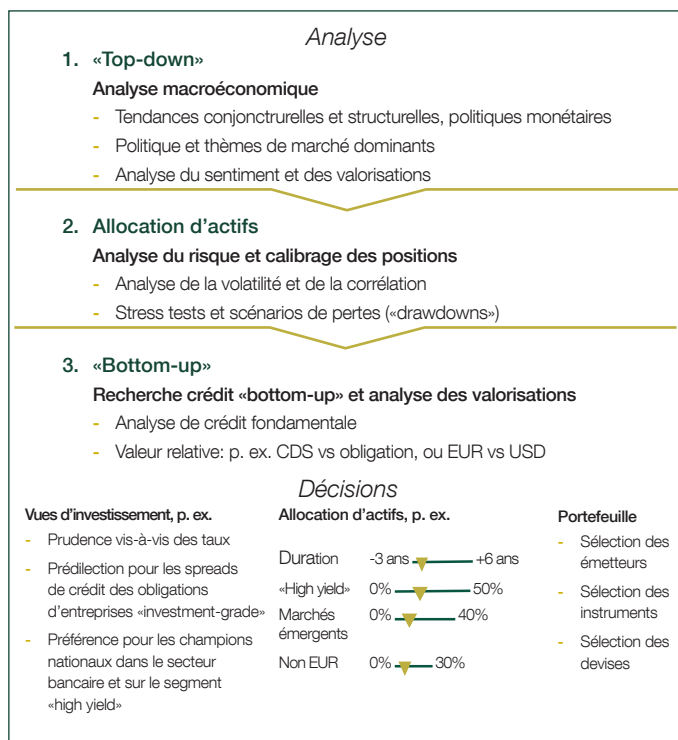 Analyse
1. «Top-down»
Analyse macroéconomique
- Tendances conjonctrurelles et structurelles, politiques monétaires
- Politique et thèmes de marché dominants
- Analyse du sentiment et des valorisations
2. Allocation d'actifs
Analyse du risque et calibrage des positions
- Analyse de la volatilité et de la corrélation
- Stress tests et scénarios de pertes («drawdowns»)
3. «Bottom-up»
Recherche crédit «bottom-up» et analyse des valorisations
- Analyse de crédit fondamentale
- Valeur relative: p. ex. CDS vs obligation, ou EUR vs USD
Décisions
Vues d'investissement, p. ex.
- Prudence vis-à-vis des taux
- Prédilection pour les spreads
de crédit des obligations
d'entreprises «investment-grade»
- Préférence pour les champions
nationaux dans le secteur
bancaire et sur le segment
«high yield»
Allocation d'actifs, p. ex.
Duration -3 ans +6 ans
«High yield» 0% 50%
Marchés 0% 40%
émergents
Non EUR 0% 30%
Portefeuille
- Sélection des
émetteurs
- Sélection des
instruments
- Sélection des
devises